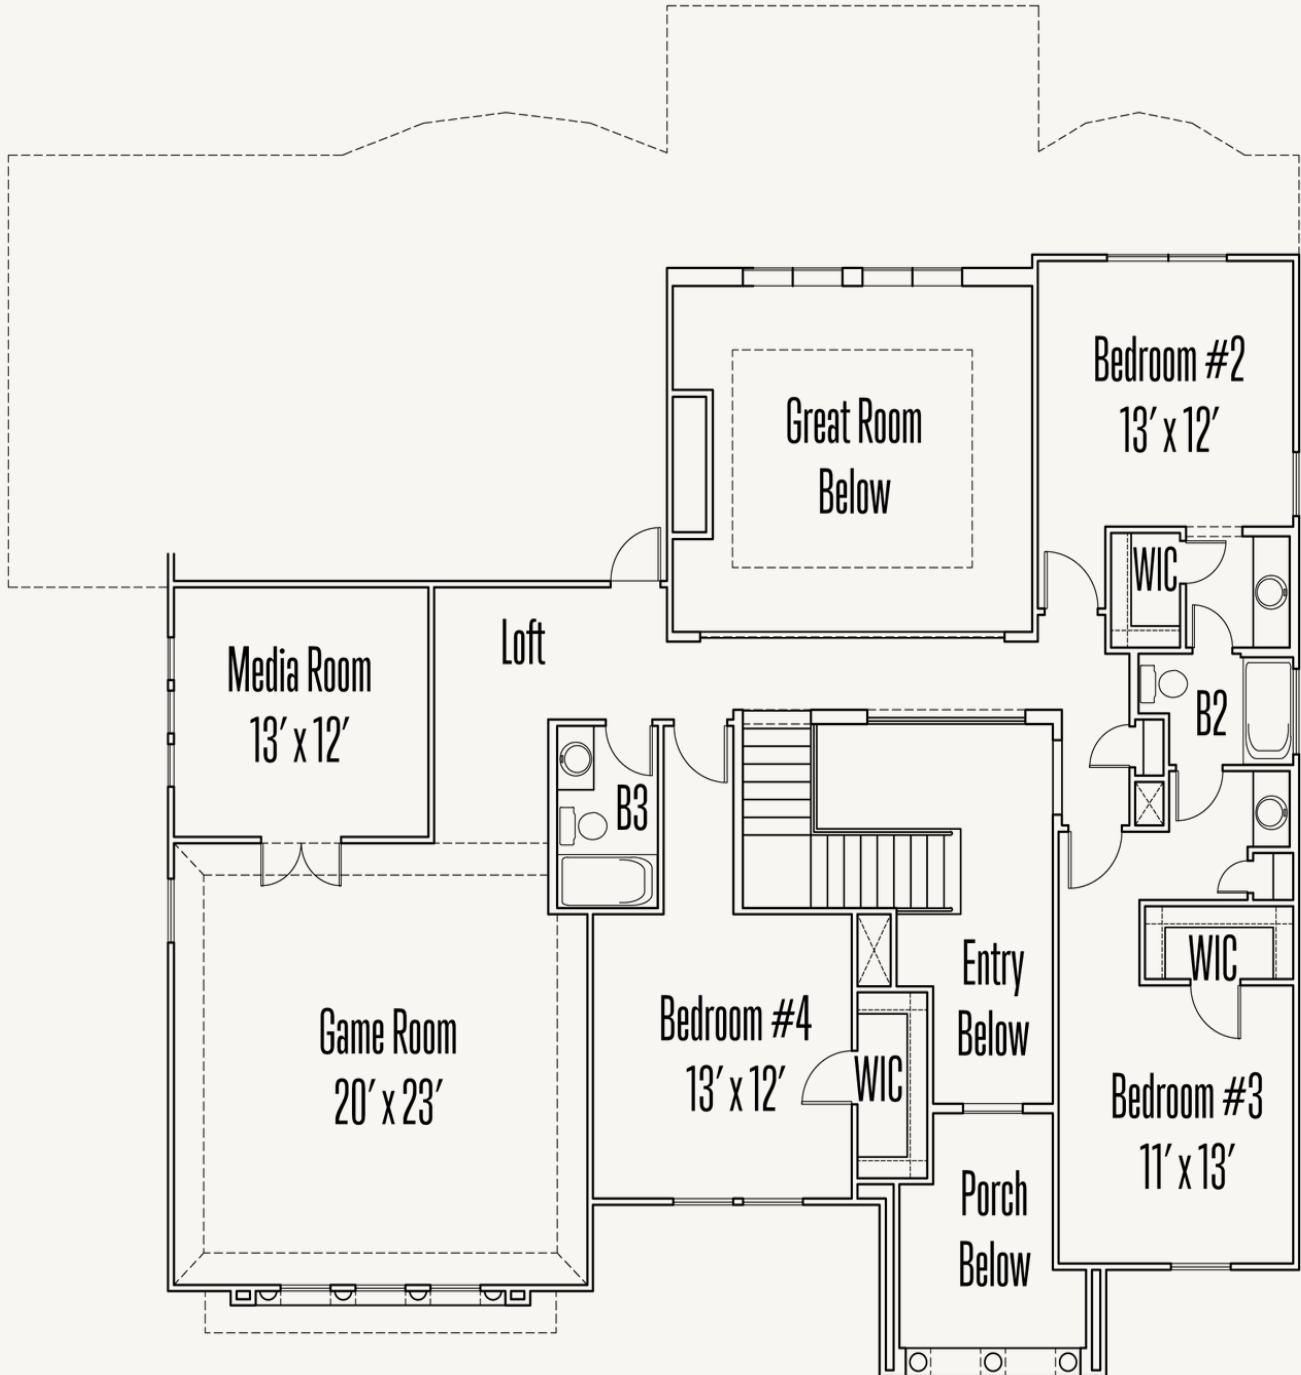 Bedroom #2
13' x 12'
Great Room
Below
WIC
Loft
Media Room
13' x 12'
B2
B3
WIC
Entry
Below
Bedroom #4
13' x 12'
WIC
Game Room
20' x 23'
Bedroom #3
11' x 13'
Porch
Below